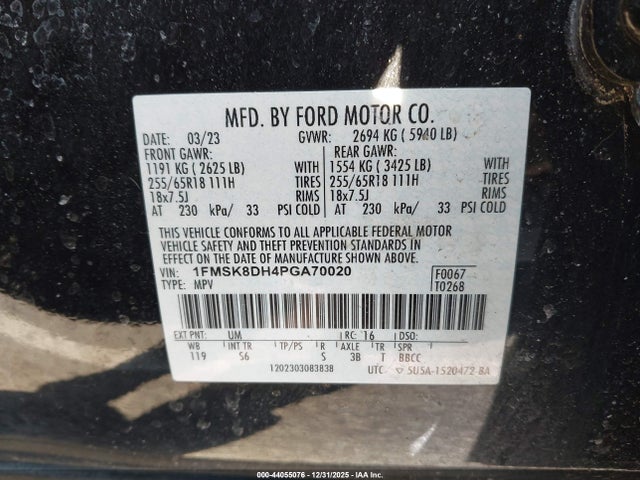 MFD. BY FORD MOTOR CO.
DATE: 03/23 GVWR: 2694 KG ( 5940 LB)
FRONT GAWR: REAR GAWR:
1191 KG ( 2625 LB) WITH 1554 KG ( 3425 LB) WITH
255/65R18 111H TIRES 255/65R18 111H TIRES
18x7.5J RIMS 18x7.5J RIMS
AT 230 kPa/ 33 PSI COLD AT 230 kPa/ 33 PSI COLD
THIS VEHICLE CONFORMS TO ALL APPLICABLE FEDERAL MOTOR
VEHICLE SAFETY AND THEFT PREVENTION STANDARDS IN
EFFECT ON THE DATE OF MANUFACTURE SHOWN ABOVE.
VIN: 1FMSK8DH4PGA70020 F0067
TYPE: MPV T0268
EXT PNT: UM RC: 16 DSO:
WB INT TR TP/PS R AXLE TR SPR
119 S6 S 3B T BBCC
1202303083838 UTC 5U5A-1520472-BA
000-44055076 - 12/31/2025 - IAA Inc.